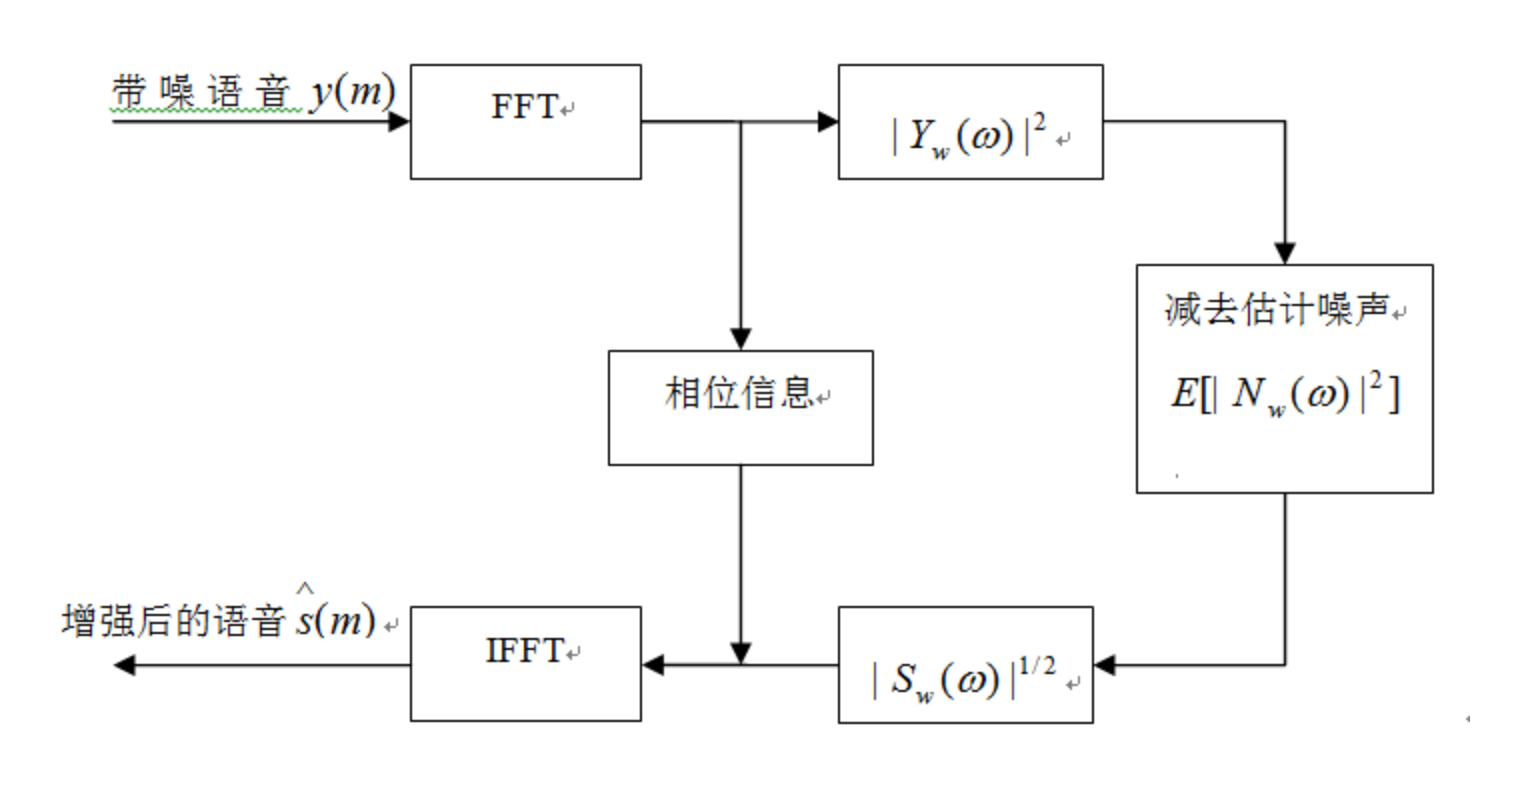 带噪语音 y(m)
FFT↵
|Y_w(ω)|²↵
减去估计噪声↵
E[|N_w(ω)|²]
相位信息↵
增强后的语音 ŝ(m)↵
IFFT↵
|S_w(ω)|^{1/2}↵